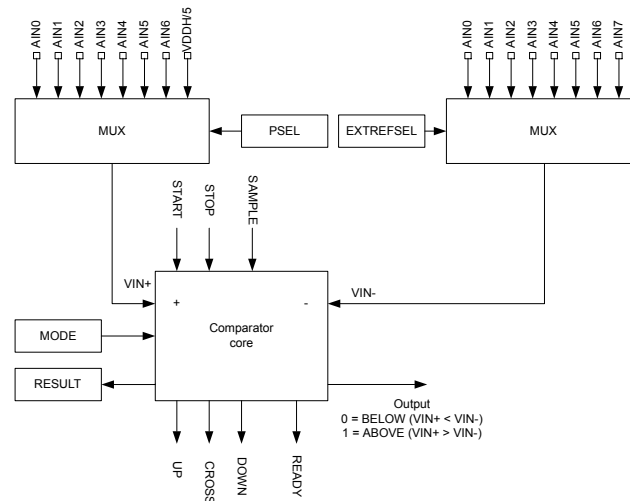 AIN0
AIN1
AIN2
AIN3
AIN4
AIN5
AIN6
VDDH/5
AIN0
AIN1
AIN2
AIN3
AIN4
AIN5
AIN6
AIN7
MUX
PSEL
EXTREFSEL
MUX
START
STOP
SAMPLE
VIN+
VIN-
+
-
Comparator
core
MODE
RESULT
Output
0 = BELOW (VIN+ < VIN-)
1 = ABOVE (VIN+ > VIN-)
UP
CROSS
DOWN
READY